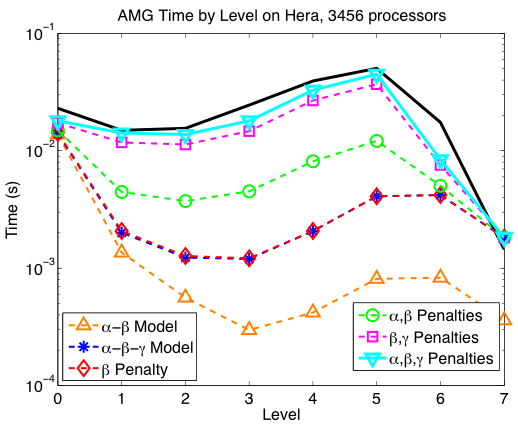 AMG Time by Level on Hera, 3456 processors
10⁻¹
10⁻²
10⁻³
10⁻⁴
Time (s)
0 1 2 3 4 5 6 7
Level
α−β Model
α−β−γ Model
β Penalty
α,β Penalties
β,γ Penalties
α,β,γ Penalties